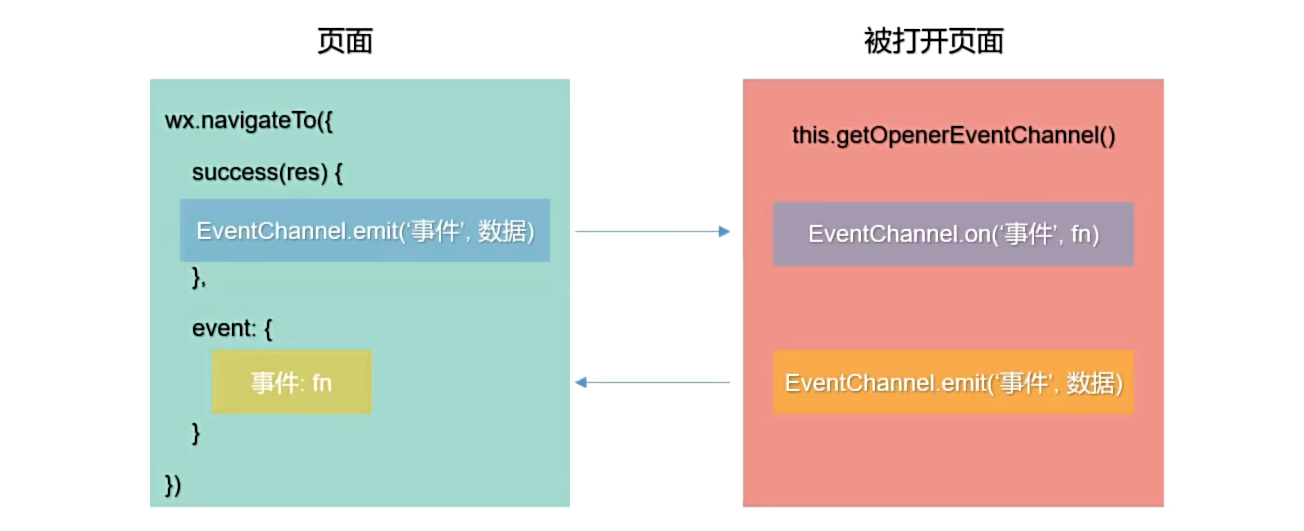 页面
wx.navigateTo({
success(res) {
EventChannel.emit(‘事件’, 数据)
},
event: {
事件: fn
}
})
被打开页面
this.getOpenerEventChannel()
EventChannel.on(‘事件’, fn)
EventChannel.emit(‘事件’, 数据)